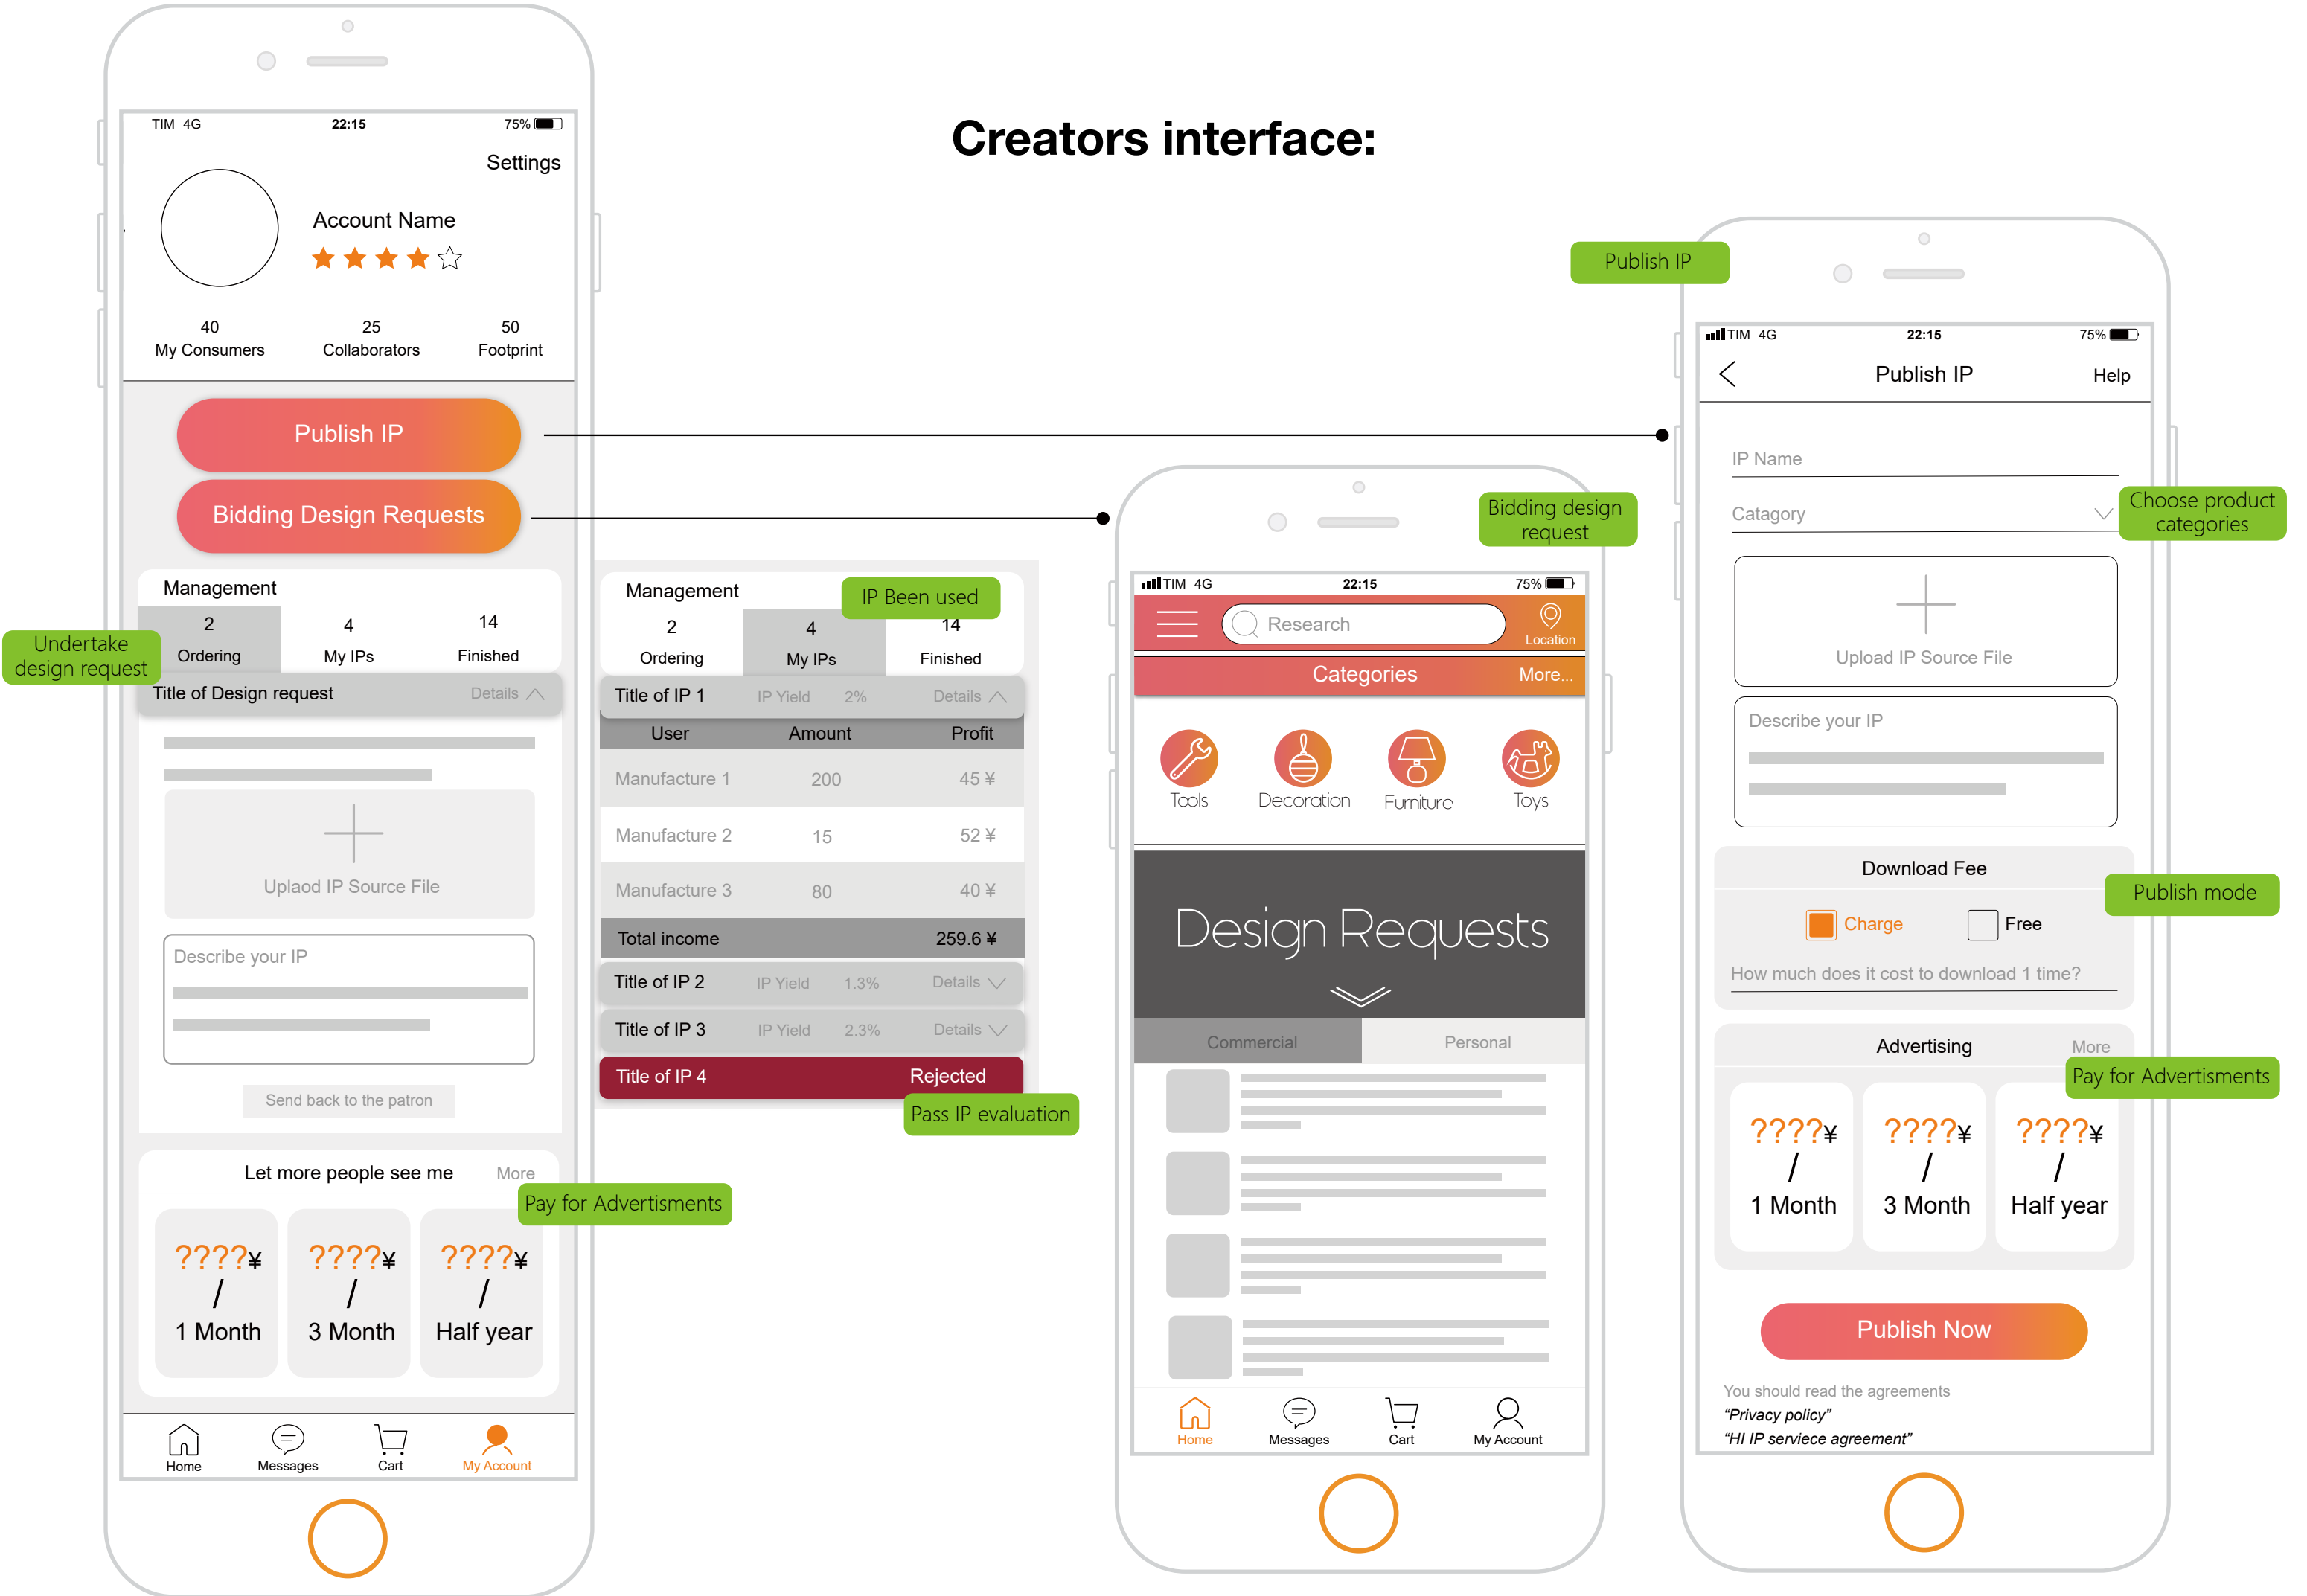 Creators interface:
TIM 4G 22:15 75%
Settings
Account Name
40 25 50
My Consumers Collaborators Footprint
Publish IP
Bidding Design Requests
Management
2 4 14
Ordering My IPs Finished
Undertake
design request
Title of Design request Details
Uplaod IP Source File
Describe your IP
Send back to the patron
Let more people see me More
Pay for Advertisments
????¥ ????¥ ????¥
/ / /
1 Month 3 Month Half year
Home Messages Cart My Account
Management
IP Been used
2 4 14
Ordering My IPs Finished
Title of IP 1 IP Yield 2% Details
User Amount Profit
Manufacture 1 200 45 ¥
Manufacture 2 15 52 ¥
Manufacture 3 80 40 ¥
Total income 259.6 ¥
Title of IP 2 IP Yield 1.3% Details
Title of IP 3 IP Yield 2.3% Details
Title of IP 4 Rejected
Pass IP evaluation
Bidding design
request
TIM 4G 22:15 75%
Research
Location
Categories More...
Tools Decoration Furniture Toys
Design Requests
Commercial Personal
Home Messages Cart My Account
Publish IP
TIM 4G 22:15 75%
Publish IP Help
IP Name
Catagory
Choose product
categories
Upload IP Source File
Describe your IP
Download Fee
Publish mode
Charge Free
How much does it cost to download 1 time?
Advertising More
Pay for Advertisments
????¥ ????¥ ????¥
/ / /
1 Month 3 Month Half year
Publish Now
You should read the agreements
“Privacy policy”
“HI IP serviece agreement”